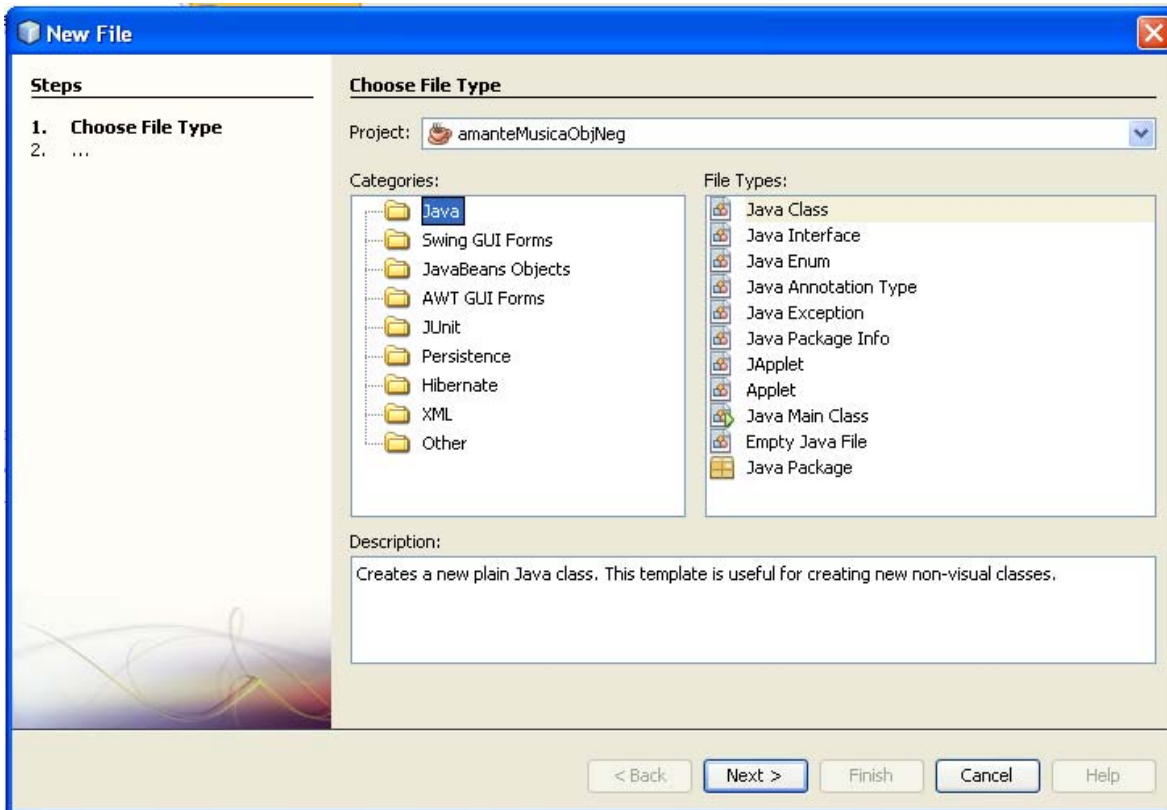 New File
Steps
1. Choose File Type
2. ...
Choose File Type
Project: amanteMusicaObjNeg
Categories:
Java
Swing GUI Forms
JavaBeans Objects
AWT GUI Forms
JUnit
Persistence
Hibernate
XML
Other
File Types:
Java Class
Java Interface
Java Enum
Java Annotation Type
Java Exception
Java Package Info
JApplet
Applet
Java Main Class
Empty Java File
Java Package
Description:
Creates a new plain Java class. This template is useful for creating new non-visual classes.
< Back Next > Finish Cancel Help